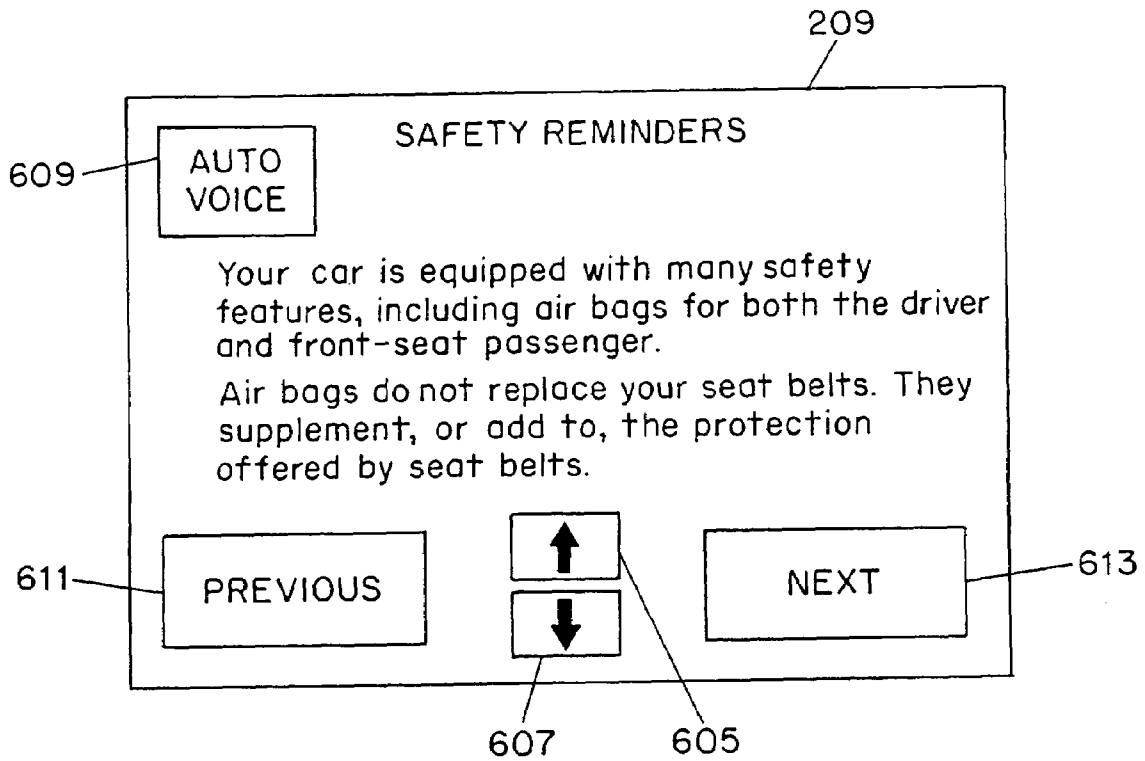 209
SAFETY REMINDERS
609
AUTO
VOICE
Your car is equipped with many safety
features, including air bags for both the driver
and front-seat passenger.
Air bags do not replace your seat belts. They
supplement, or add to, the protection
offered by seat belts.
611
PREVIOUS
NEXT
613
607
605